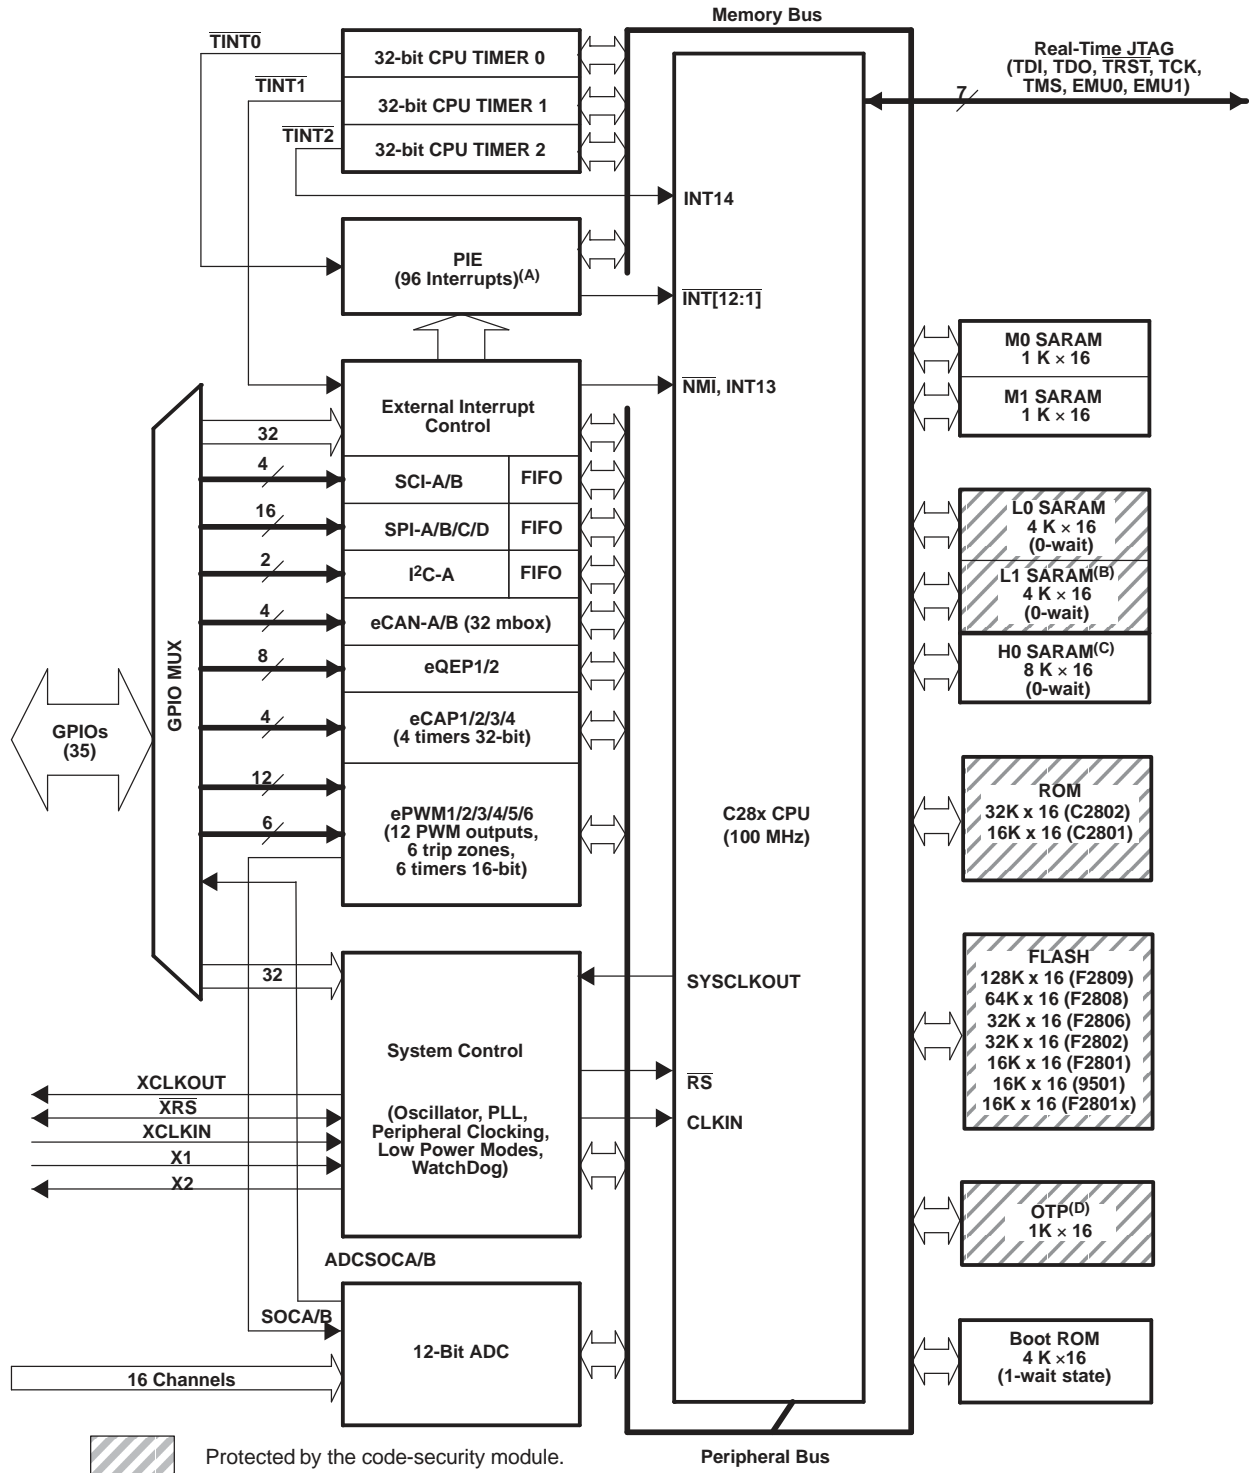 Memory Bus
TINT0
32-bit CPU TIMER 0
Real-Time JTAG
(TDI, TDO, TRST, TCK,
TMS, EMU0, EMU1)
7
TINT1
32-bit CPU TIMER 1
TINT2
32-bit CPU TIMER 2
INT14
PIE
(96 Interrupts)(A)
INT[12:1]
M0 SARAM
1 K × 16
NMI, INT13
M1 SARAM
1 K × 16
External Interrupt
Control
32
4
SCI-A/B
FIFO
16
SPI-A/B/C/D
FIFO
2
I2C-A
FIFO
L0 SARAM
4 K × 16
(0-wait)
L1 SARAM(B)
4 K × 16
(0-wait)
4
eCAN-A/B (32 mbox)
8
eQEP1/2
H0 SARAM(C)
8 K × 16
(0-wait)
GPIO MUX
GPIOs
(35)
4
eCAP1/2/3/4
(4 timers 32-bit)
12
6
ePWM1/2/3/4/5/6
(12 PWM outputs,
6 trip zones,
6 timers 16-bit)
C28x CPU
(100 MHz)
ROM
32K x 16 (C2802)
16K x 16 (C2801)
32
SYSCLKOUT
FLASH
128K x 16 (F2809)
64K x 16 (F2808)
32K x 16 (F2806)
32K x 16 (F2802)
16K x 16 (F2801)
16K x 16 (9501)
16K x 16 (F2801x)
System Control
(Oscillator, PLL,
Peripheral Clocking,
Low Power Modes,
WatchDog)
RS
CLKIN
XCLKOUT
XRS
XCLKIN
X1
X2
OTP(D)
1K × 16
ADCSOCA/B
SOCA/B
12-Bit ADC
16 Channels
Boot ROM
4 K ×16
(1-wait state)
Protected by the code-security module.
Peripheral Bus